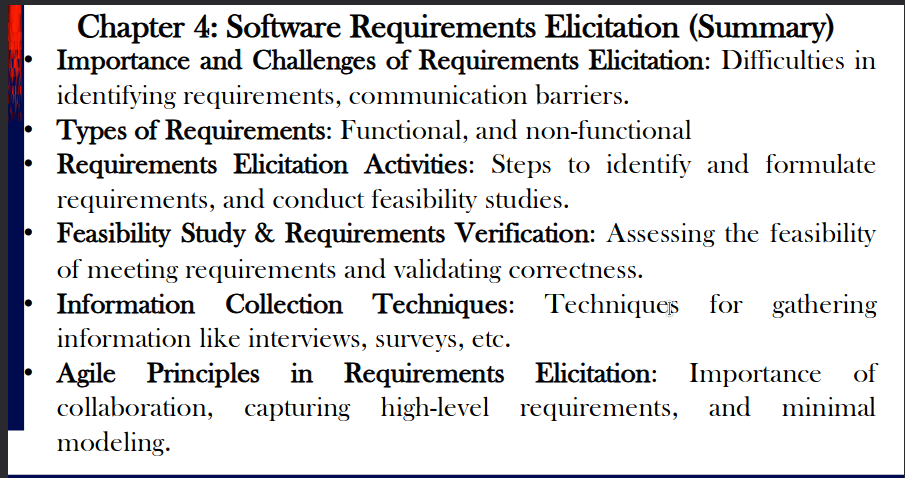 Chapter 4: Software Requirements Elicitation (Summary)
• Importance and Challenges of Requirements Elicitation: Difficulties in
identifying requirements, communication barriers.
• Types of Requirements: Functional, and non-functional
• Requirements Elicitation Activities: Steps to identify and formulate
requirements, and conduct feasibility studies.
• Feasibility Study & Requirements Verification: Assessing the feasibility
of meeting requirements and validating correctness.
• Information Collection Techniques: Techniques for gathering
information like interviews, surveys, etc.
• Agile Principles in Requirements Elicitation: Importance of
collaboration, capturing high-level requirements, and minimal
modeling.